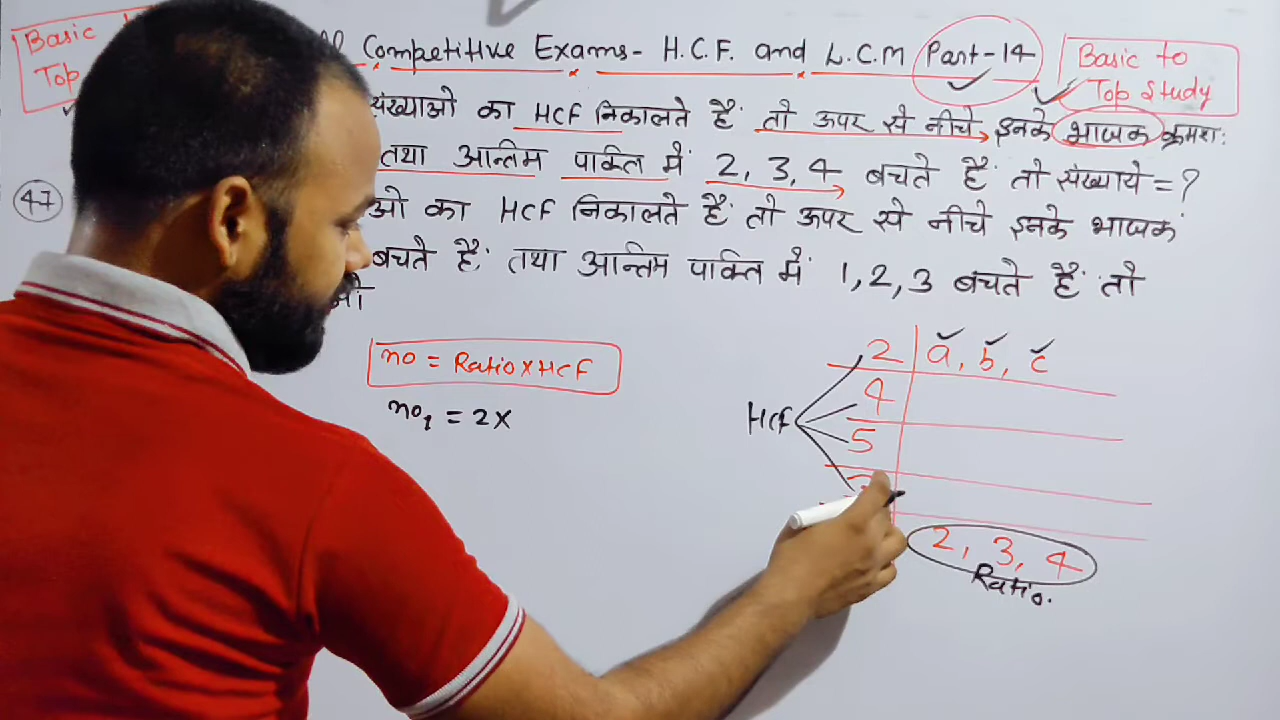 Basic
Top
Competitive Exams- H.C.F. and L.C.M Part-14
Basic to
Top Study
संख्याओ का HCF निकालते हैं तो ऊपर से नीचे इनके भाजक क्रमशः
तथा अन्तिम पंक्ति में 2, 3, 4 बचते हैं तो संख्याये = ?
47
ओ का HCF निकालते हैं तो ऊपर से नीचे इनके भाजक
बचते हैं, तथा अन्तिम पंक्ति में 1, 2, 3 बचते हैं तो
no = Ratio x HCF
no1 = 2x
HCF
2 a, b, c
4
5
2, 3, 4
Ratio.